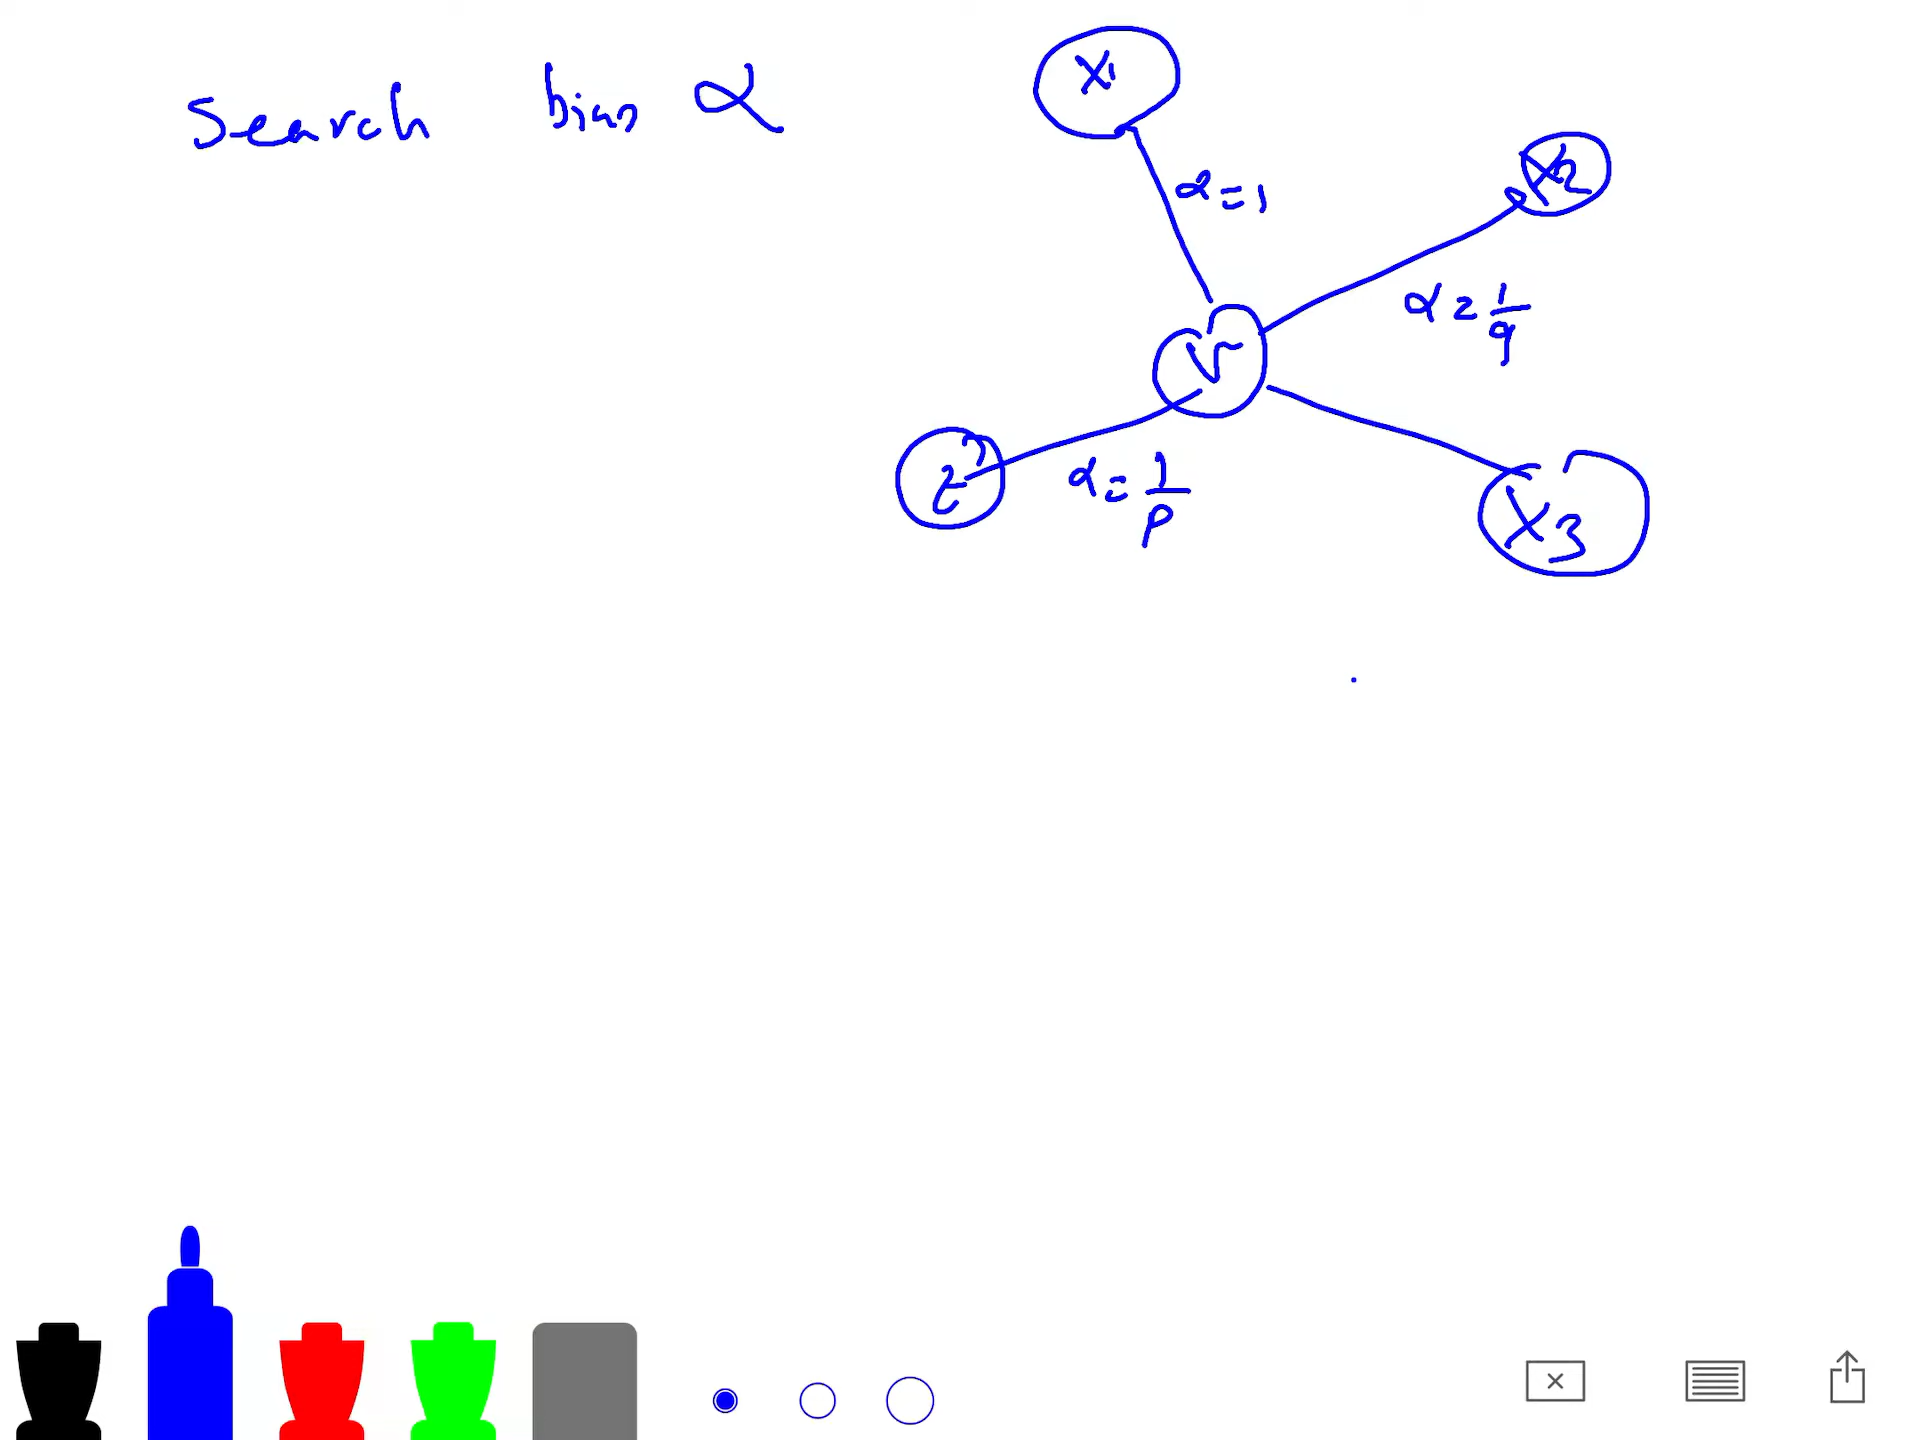 Search bias α
x1
α = 1
x2
α = 1/q
v
t
α = 1/p
x3